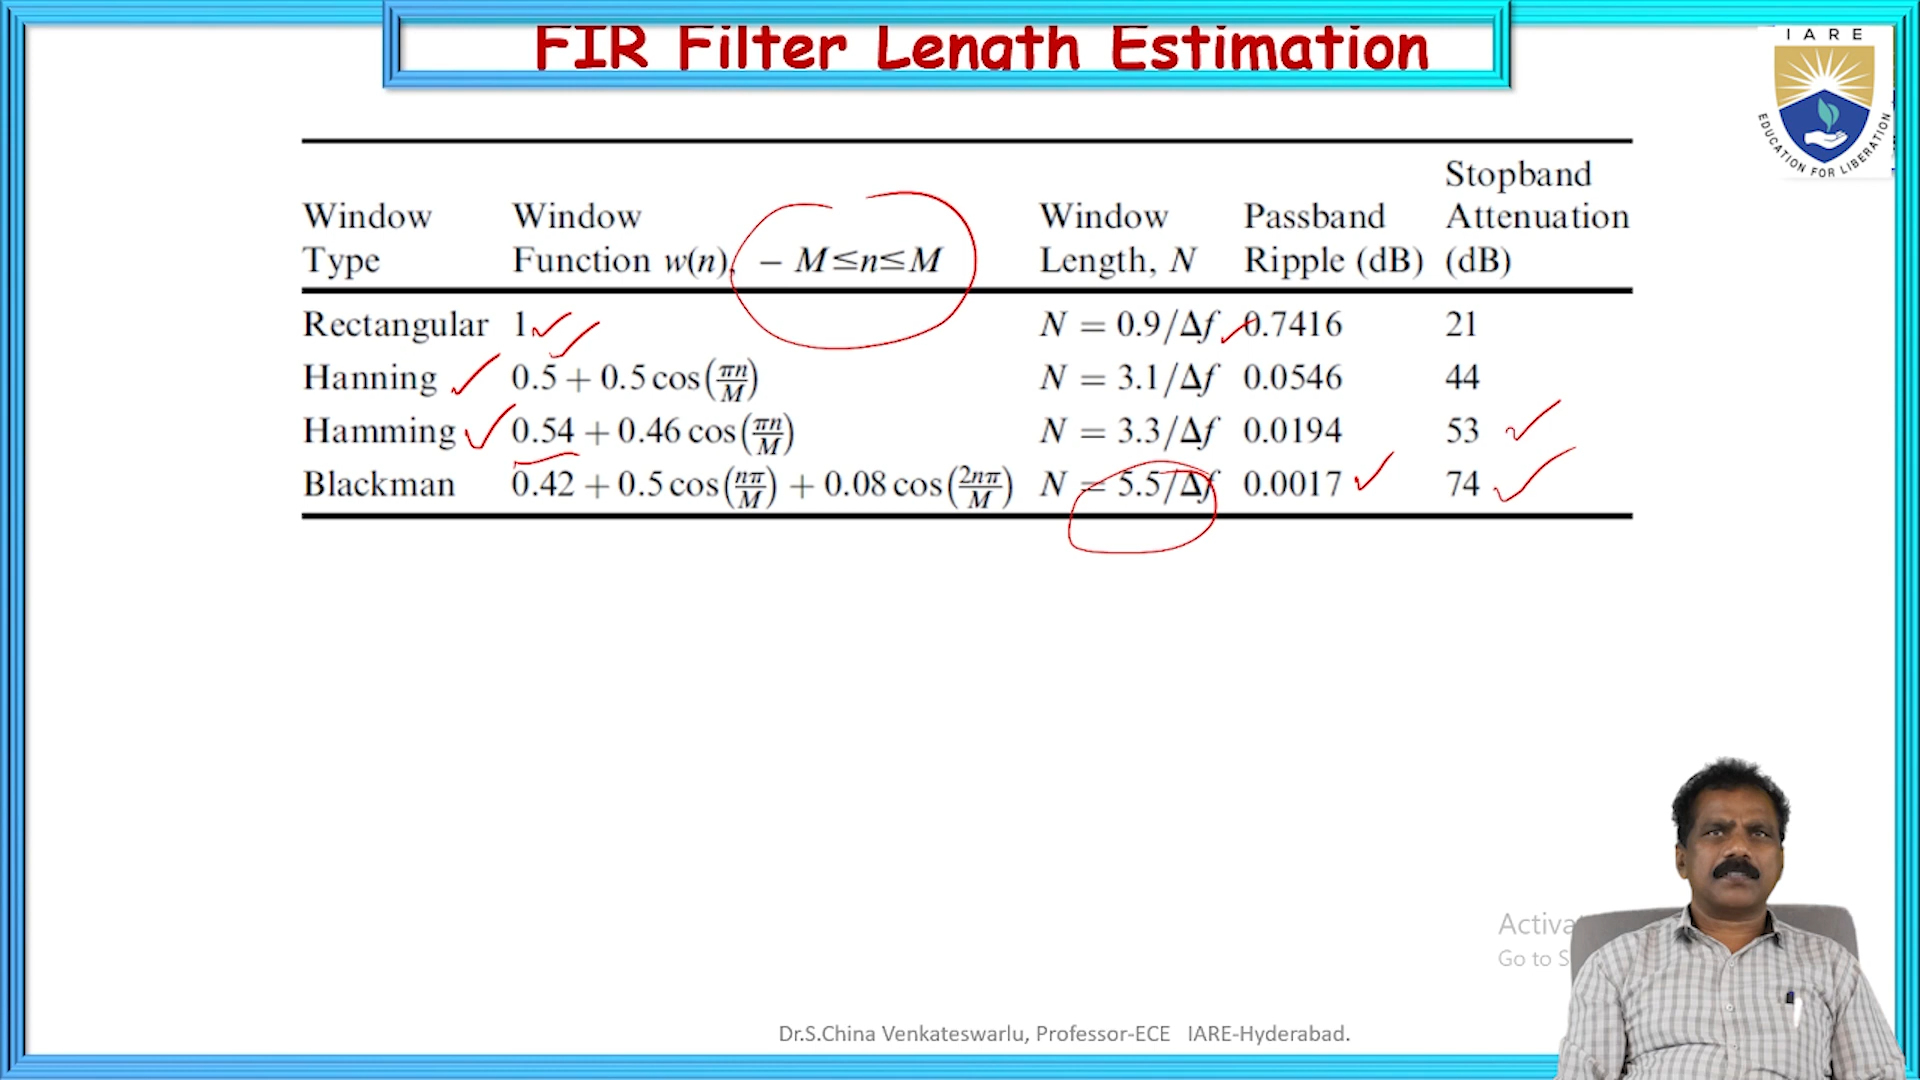 FIR Filter Length Estimation
IARE
EDUCATION FOR LIBERATION
Window Type | Window Function w(n), − M≤n≤M | Window Length, N | Passband Ripple (dB) | Stopband Attenuation (dB)
Rectangular | 1 | N = 0.9/Δf | 0.7416 | 21
Hanning | 0.5 + 0.5 cos(πn/M) | N = 3.1/Δf | 0.0546 | 44
Hamming | 0.54 + 0.46 cos(πn/M) | N = 3.3/Δf | 0.0194 | 53
Blackman | 0.42 + 0.5 cos(nπ/M) + 0.08 cos(2nπ/M) | N = 5.5/Δf | 0.0017 | 74
Go to
Dr.S.China Venkateswarlu, Professor-ECE IARE-Hyderabad.